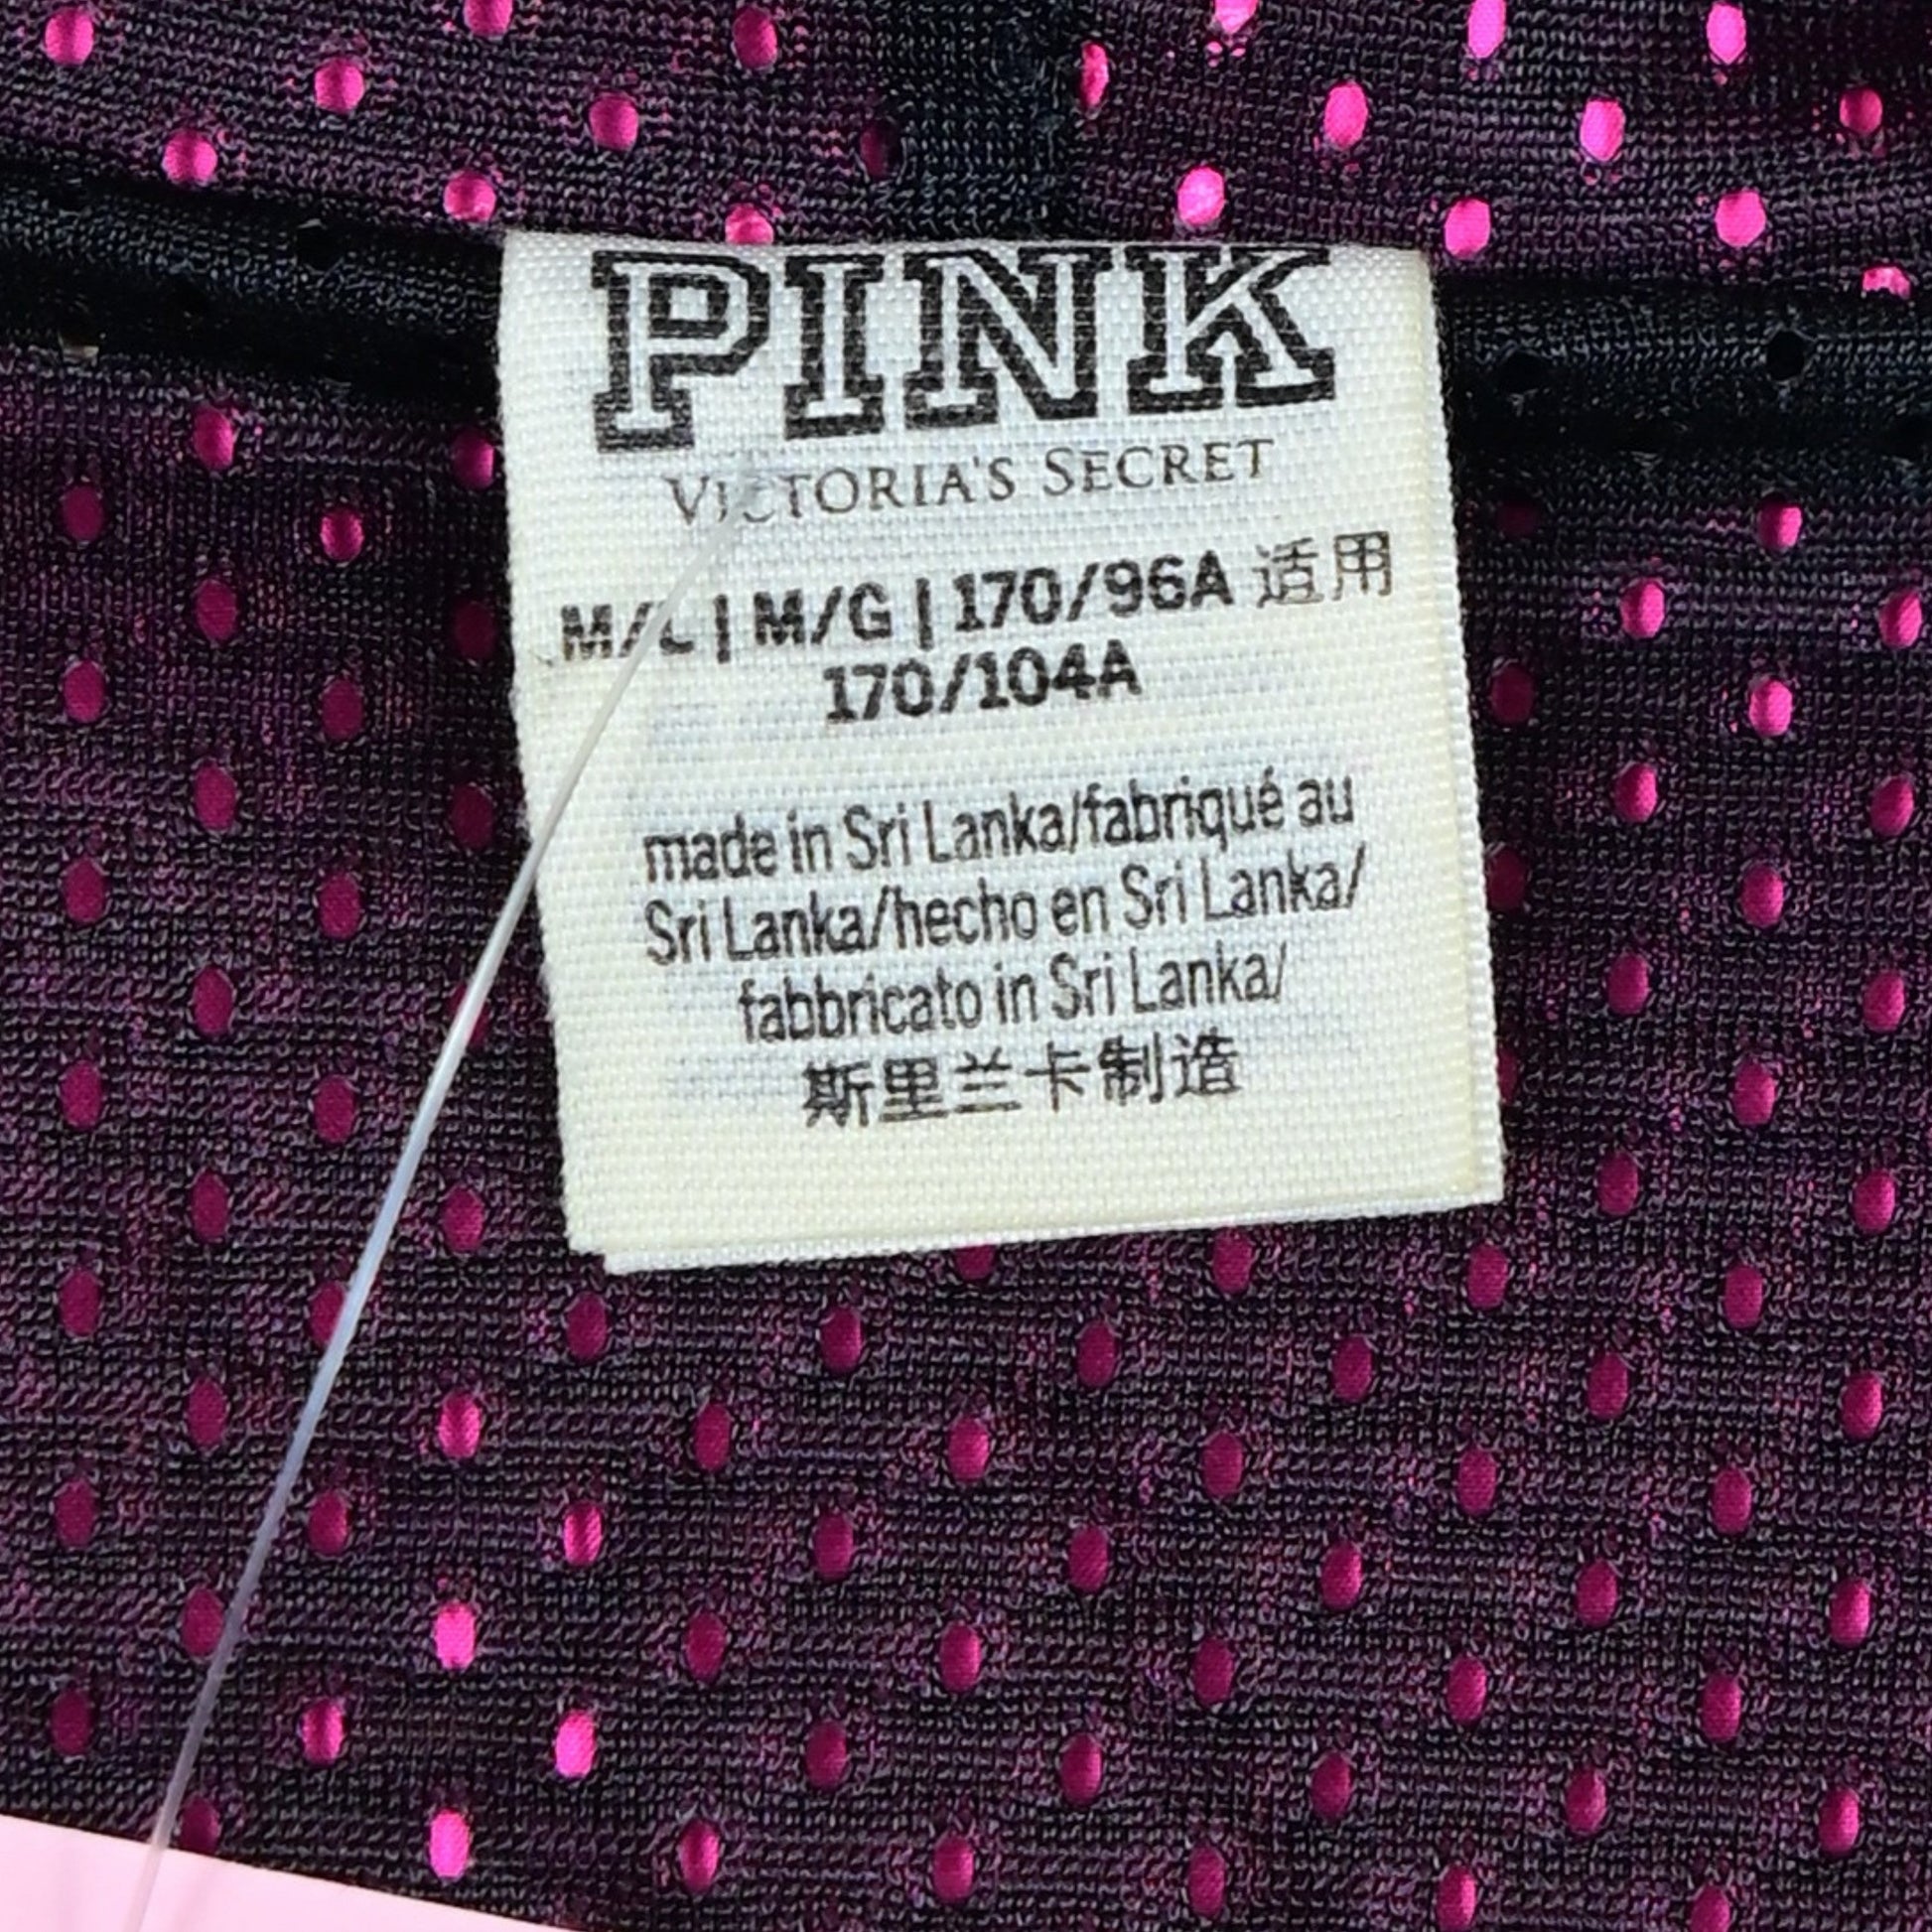 PINK
VICTORIA'S SECRET
M/L | M/G | 170/96A 适用
170/104A
made in Sri Lanka/fabriqué au
Sri Lanka/hecho en Sri Lanka/
fabbricato in Sri Lanka/
斯里兰卡制造